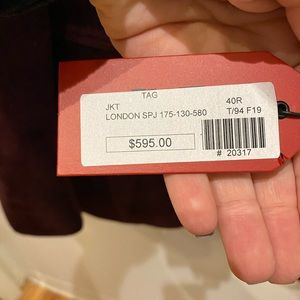 TAG
JKT 40R
LONDON SPJ 175-130-580 T/94 F19
$595.00
# 20317